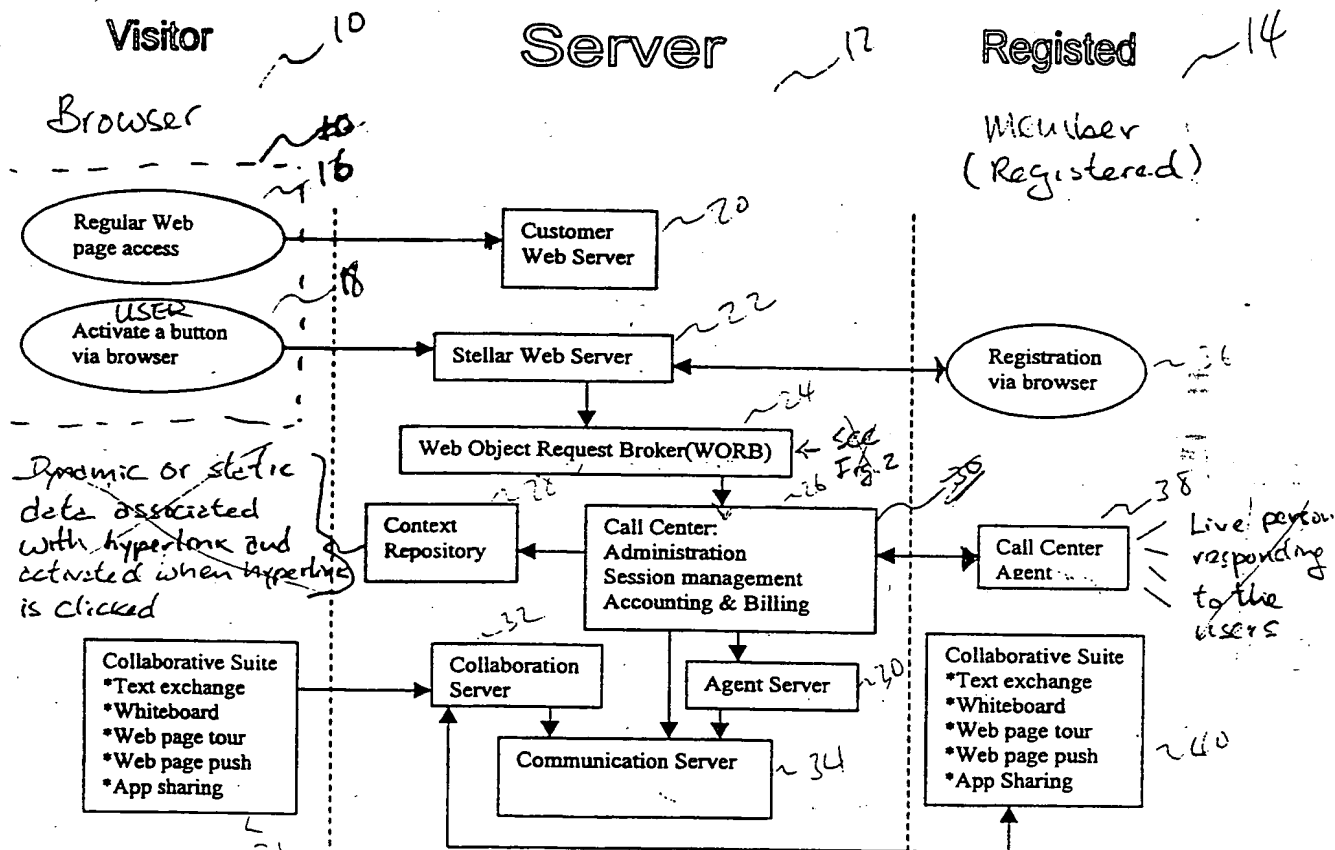 Visitor
10
Server
12
Registed
14
Browser
10
Member
(Registered)
16
Regular Web
page access
Customer
Web Server
20
18
USER
Activate a button
via browser
Stellar Web Server
22
Registration
via browser
36
24
Web Object Request Broker(WORB)
see
Fig. 2
Dynamic or static
data associated
with hyperlink and
activated when hyperlink
is clicked
28
Context
Repository
26
Call Center:
Administration
Session management
Accounting & Billing
38
Call Center
Agent
Live person
responding
to the
users
Collaborative Suite
*Text exchange
*Whiteboard
*Web page tour
*Web page push
*App sharing
32
Collaboration
Server
Agent Server
30
Communication Server
34
Collaborative Suite
*Text exchange
*Whiteboard
*Web page tour
*Web page push
*App Sharing
40